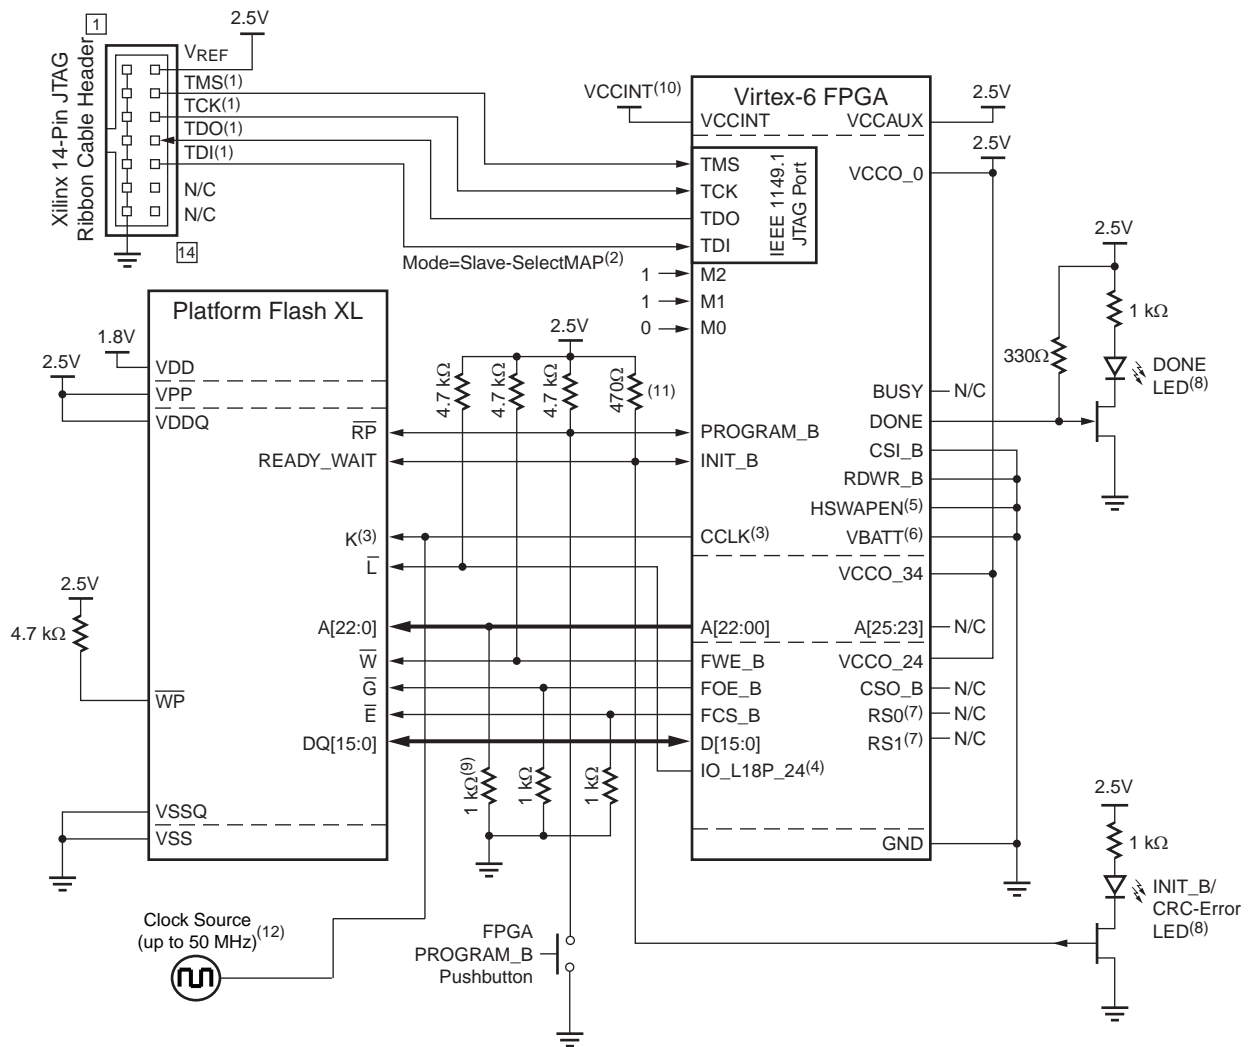 Xilinx 14-Pin JTAG
Ribbon Cable Header
1
2.5V
VREF
TMS(1)
TCK(1)
TDO(1)
TDI(1)
N/C
N/C
14
VCCINT(10)
Virtex-6 FPGA
VCCINT
VCCAUX
2.5V
2.5V
VCCO_0
TMS
TCK
TDO
TDI
IEEE 1149.1
JTAG Port
Mode=Slave-SelectMAP(2)
1
M2
1
M1
0
M0
2.5V
1 kΩ
330Ω
DONE
LED(8)
Platform Flash XL
1.8V
VDD
2.5V
VPP
VDDQ
2.5V
4.7 kΩ
4.7 kΩ
4.7 kΩ
470Ω
(11)
RP
READY_WAIT
PROGRAM_B
INIT_B
BUSY
N/C
DONE
CSI_B
RDWR_B
HSWAPEN(5)
VBATT(6)
K(3)
CCLK(3)
L
VCCO_34
2.5V
4.7 kΩ
WP
A[22:0]
A[22:00]
A[25:23]
N/C
W
FWE_B
VCCO_24
G
FOE_B
CSO_B
N/C
E
FCS_B
RS0(7)
N/C
DQ[15:0]
D[15:0]
RS1(7)
N/C
IO_L18P_24(4)
1 kΩ(9)
1 kΩ
1 kΩ
VSSQ
VSS
GND
2.5V
1 kΩ
INIT_B/
CRC-Error
LED(8)
Clock Source
(up to 50 MHz)(12)
FPGA
PROGRAM_B
Pushbutton